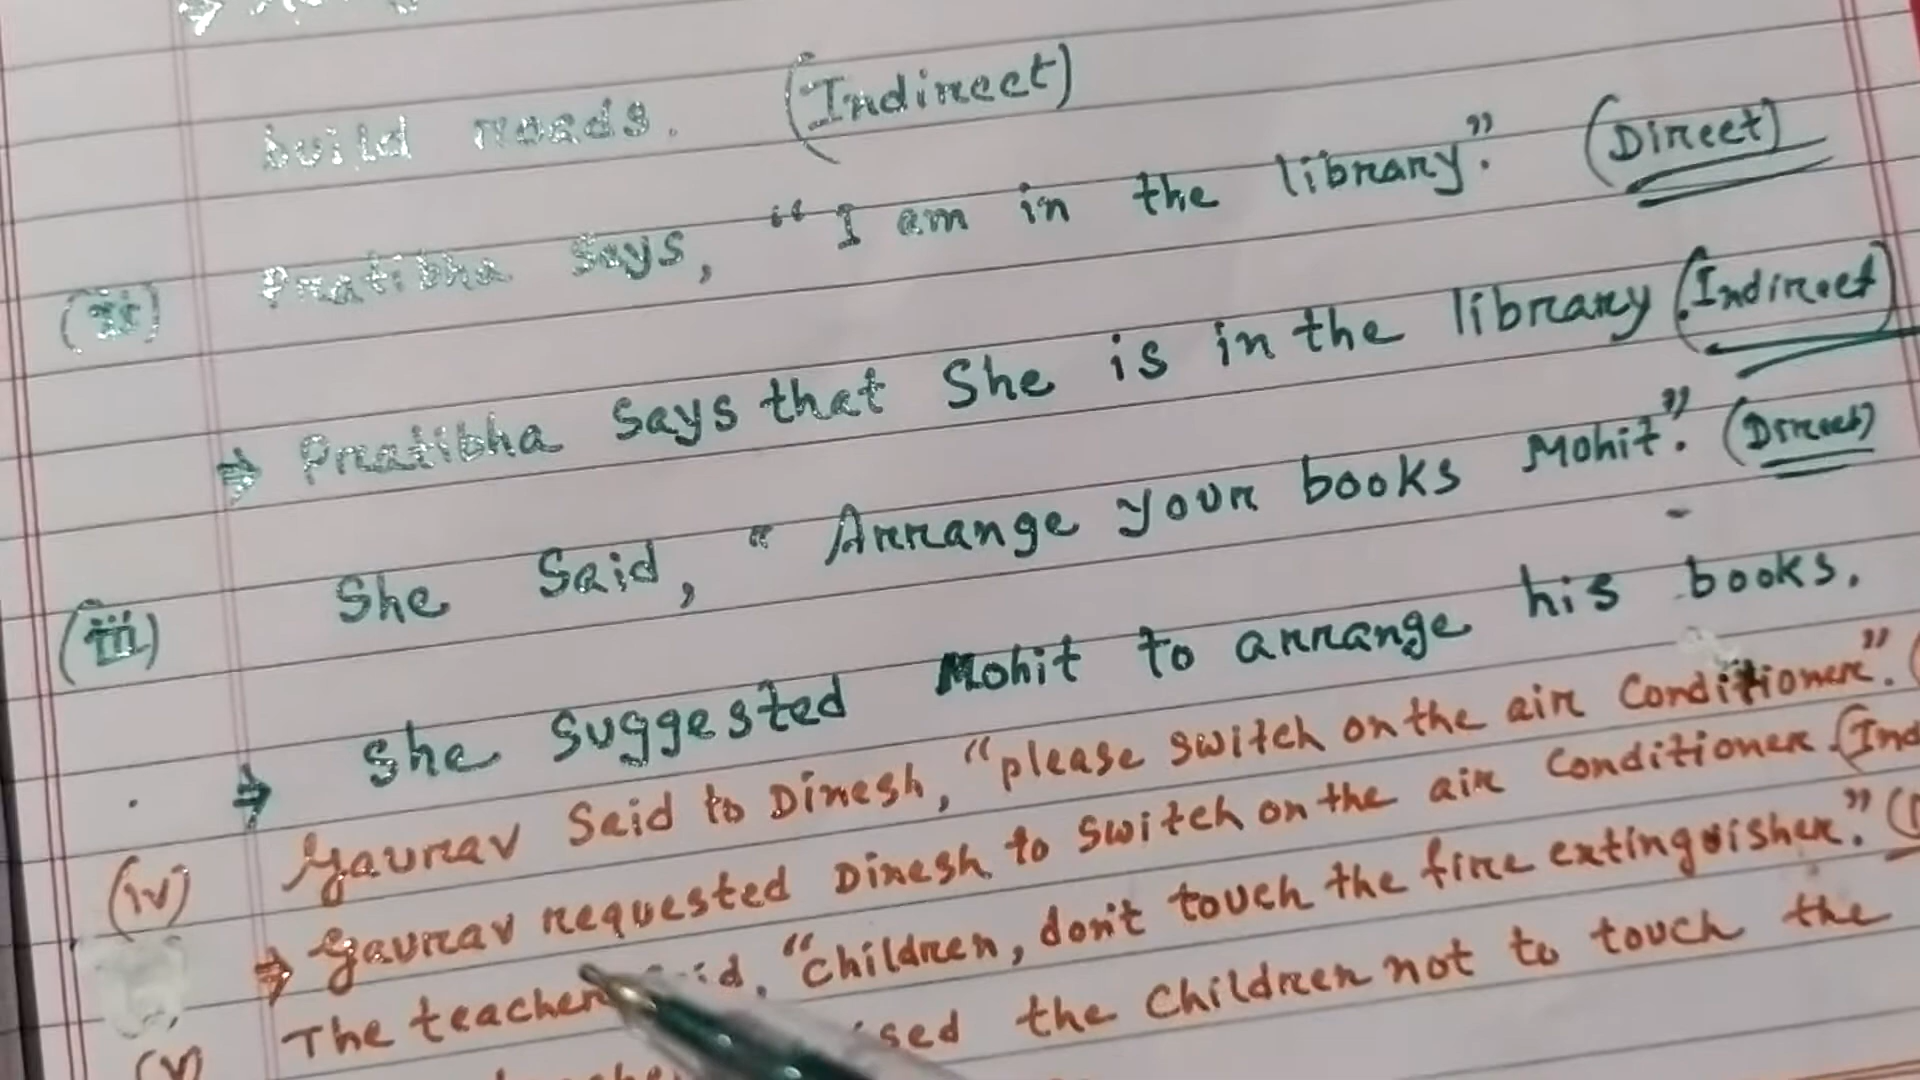 build roads. (Indirect)
(ii) Pratibha says, "I am in the library". (Direct)
⇒ Pratibha says that She is in the library (Indirect)
(iii) She Said, "Arrange your books Mohit". (Direct)
⇒ She suggested Mohit to arrange his books.
(iv) Gaurav Said to Dinesh, "please switch on the air Conditioner".
⇒ Gaurav requested Dinesh to switch on the air Conditioner (Ind
(v) The teacher "Children, don't touch the fire extinguisher."
the Children not to touch the